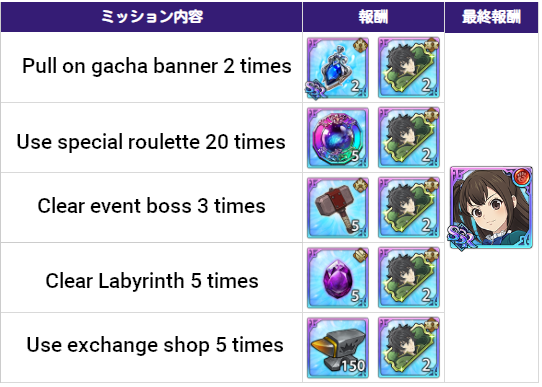 ミッション内容 報酬 最終報酬
Pull on gacha banner 2 times
SSR 2 2
Use special roulette 20 times
5 2
Clear event boss 3 times
5 2
SSR
Clear Labyrinth 5 times
5 2
Use exchange shop 5 times
150 2